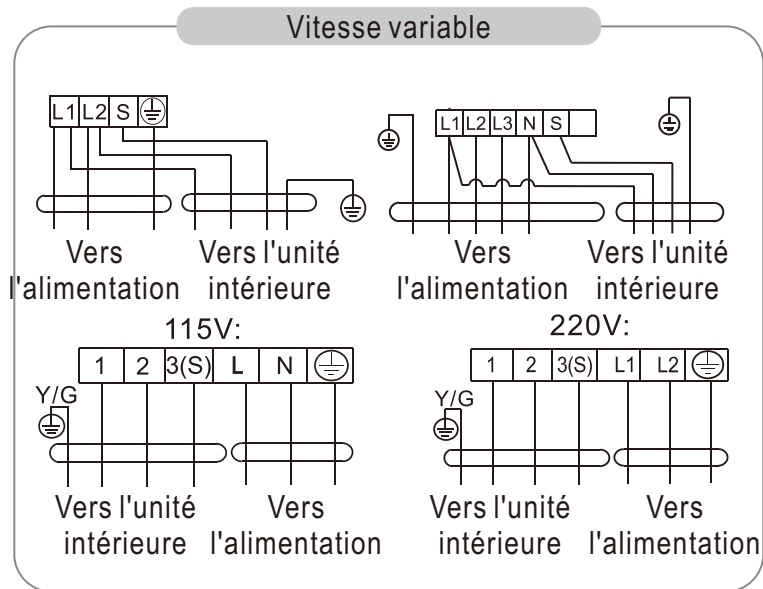 Vitesse variable
L1 L2 S
L1 L2 L3 N S
Vers l'alimentation
Vers l'unité intérieure
Vers l'alimentation
Vers l'unité intérieure
115V:
1 2 3(S) L N
Y/G
Vers l'unité intérieure
Vers l'alimentation
220V:
1 2 3(S) L1 L2
Y/G
Vers l'unité intérieure
Vers l'alimentation